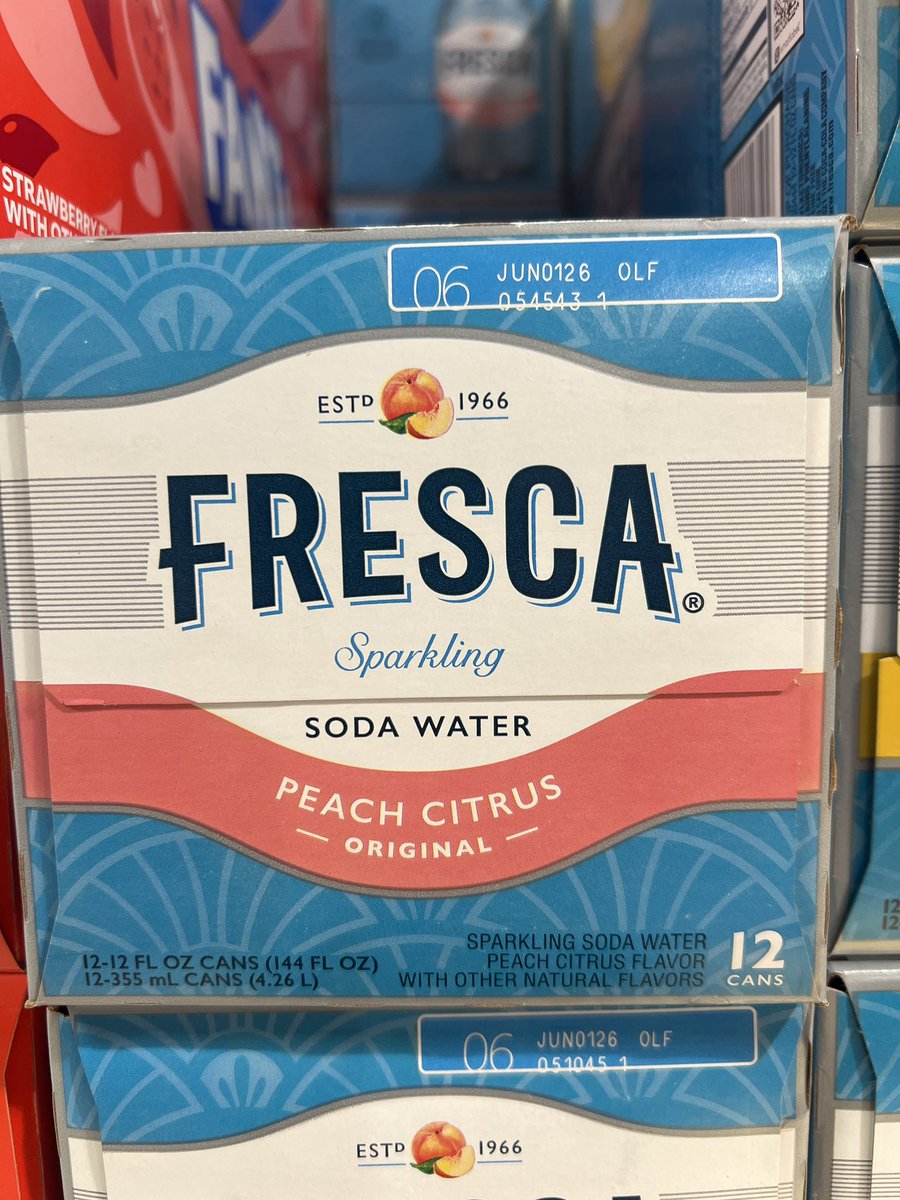 FRESCA
STRAWBERRY
WITH
06 JUN0126 OLF
054543 1
ESTD 1966
FRESCA®
Sparkling
SODA WATER
PEACH CITRUS
ORIGINAL
12-12 FL OZ CANS (144 FL OZ)
12-355 mL CANS (4.26 L)
SPARKLING SODA WATER
PEACH CITRUS FLAVOR
WITH OTHER NATURAL FLAVORS
12
CANS
06 JUN0126 OLF
051045 1
ESTD 1966